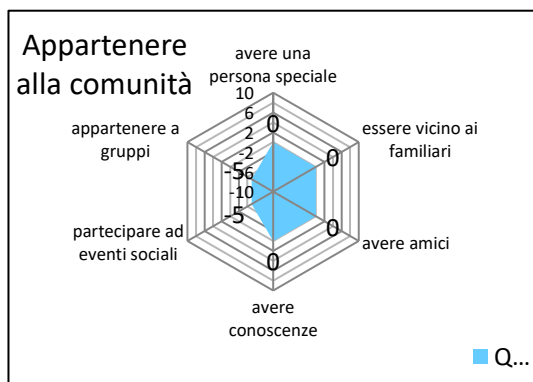 Appartenere
alla comunità
avere una
persona speciale
essere vicino ai
familiari
avere amici
avere
conoscenze
partecipare ad
eventi sociali
appartenere a
gruppi
10
6
2
-2
-6
-10
0
0
0
0
-5
-5
Q...